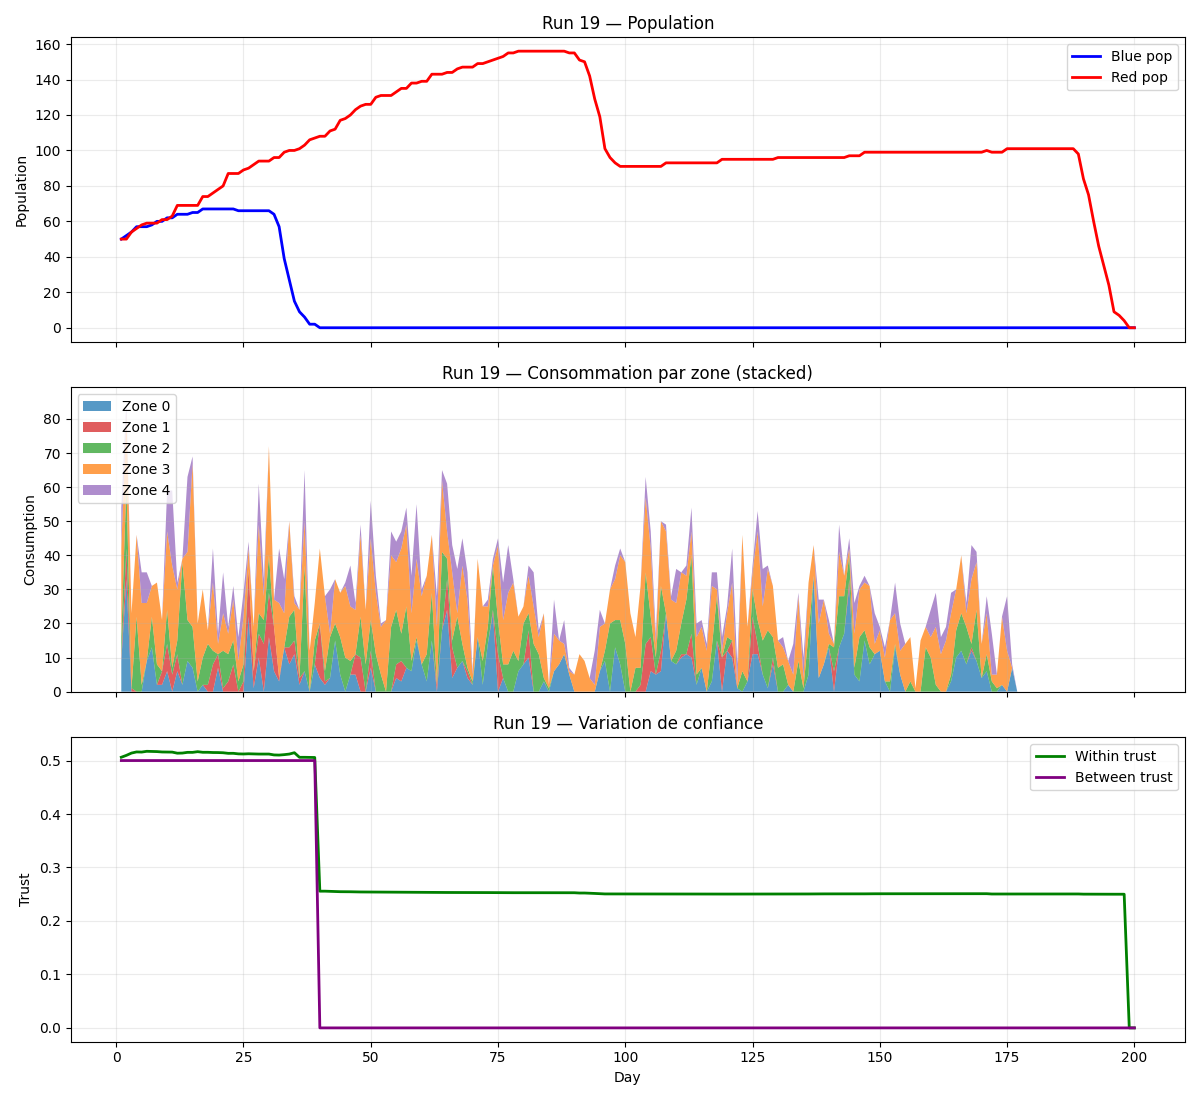 Run 19 — Population
Population
160
140
120
100
80
60
40
20
0
Blue pop
Red pop
Run 19 — Consommation par zone (stacked)
Consumption
80
70
60
50
40
30
20
10
0
Zone 0
Zone 1
Zone 2
Zone 3
Zone 4
Run 19 — Variation de confiance
Trust
0.5
0.4
0.3
0.2
0.1
0.0
Within trust
Between trust
0 25 50 75 100 125 150 175 200
Day